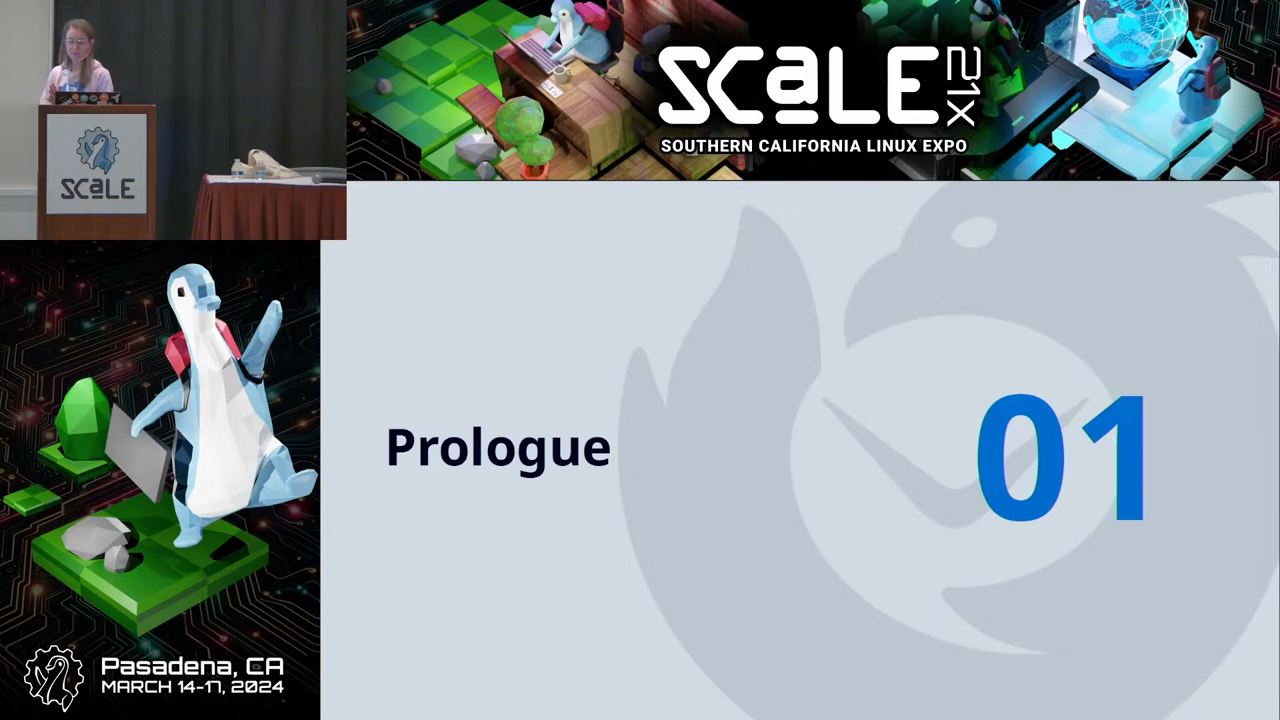 SCaLE 21X
SOUTHERN CALIFORNIA LINUX EXPO
SCaLE
Prologue
01
Pasadena, CA
MARCH 14-17, 2024